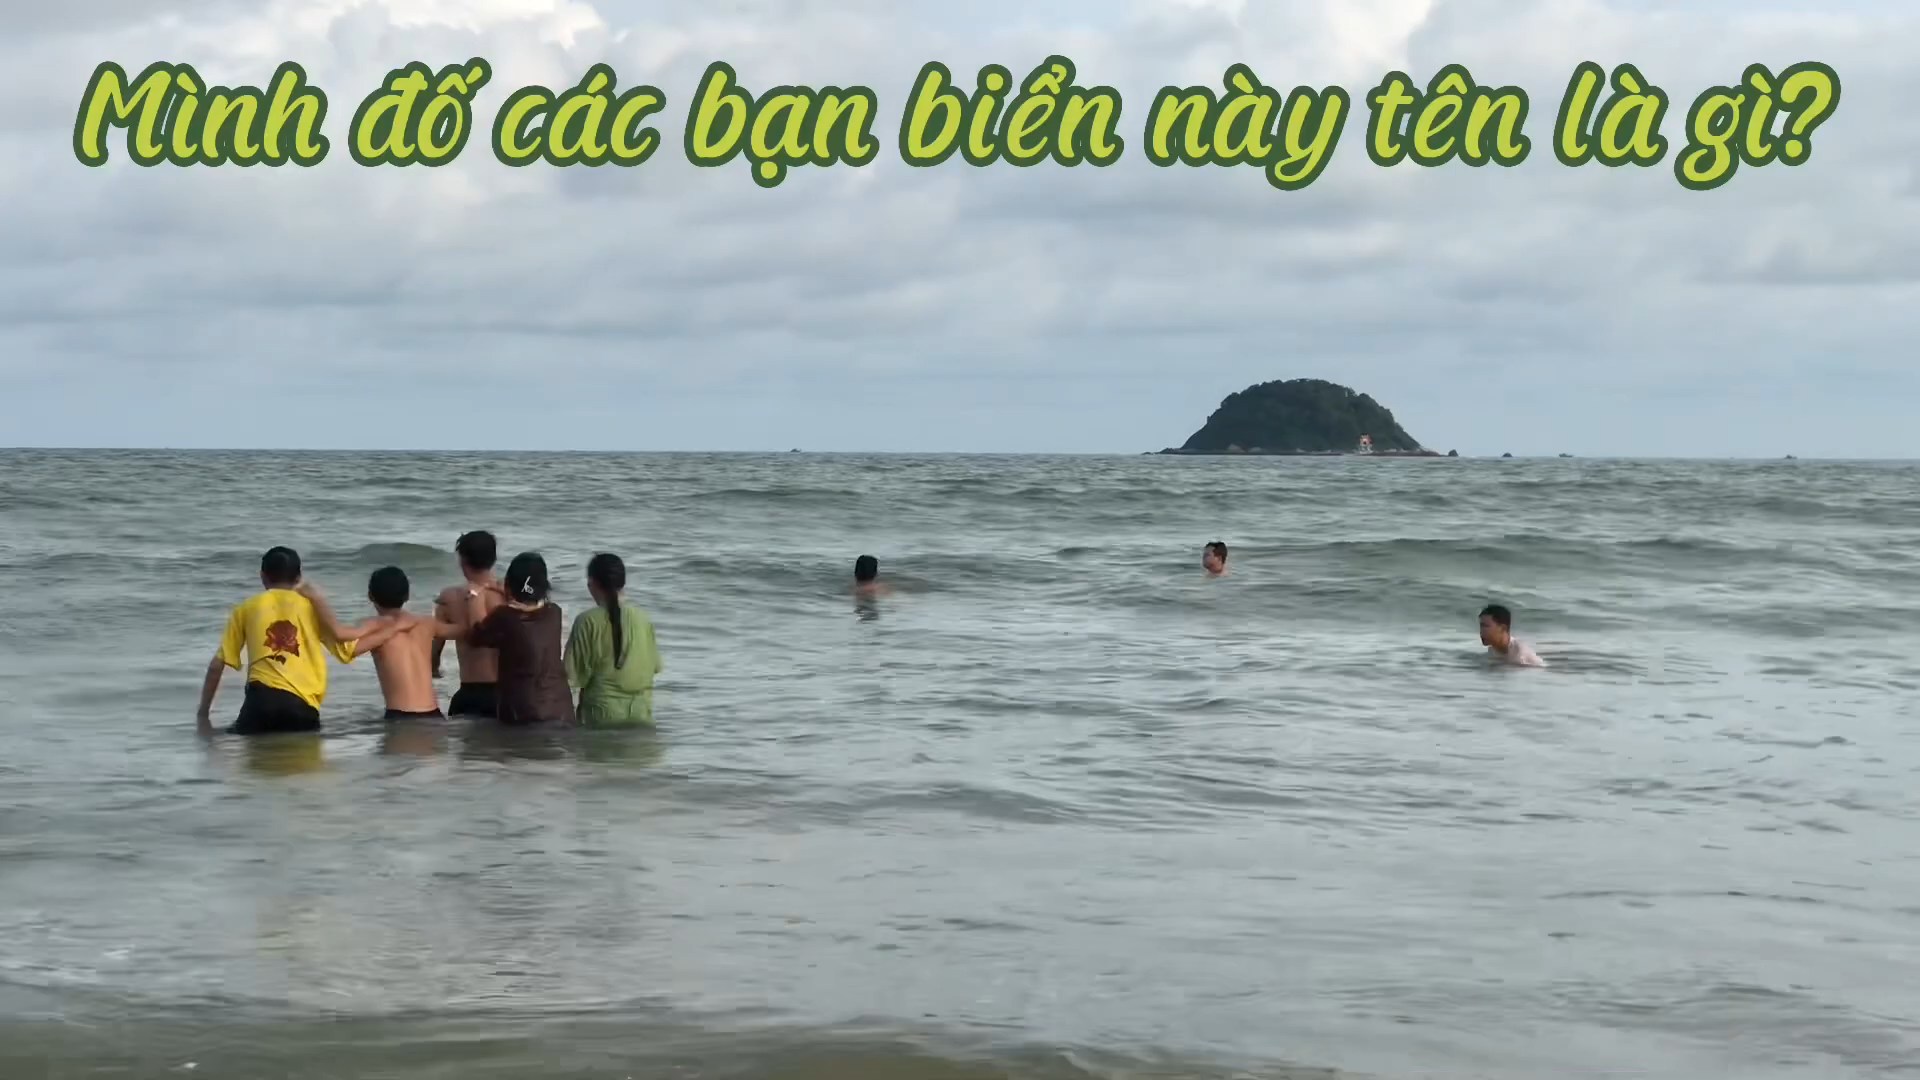 Mình đố các bạn biển này tên là gì?